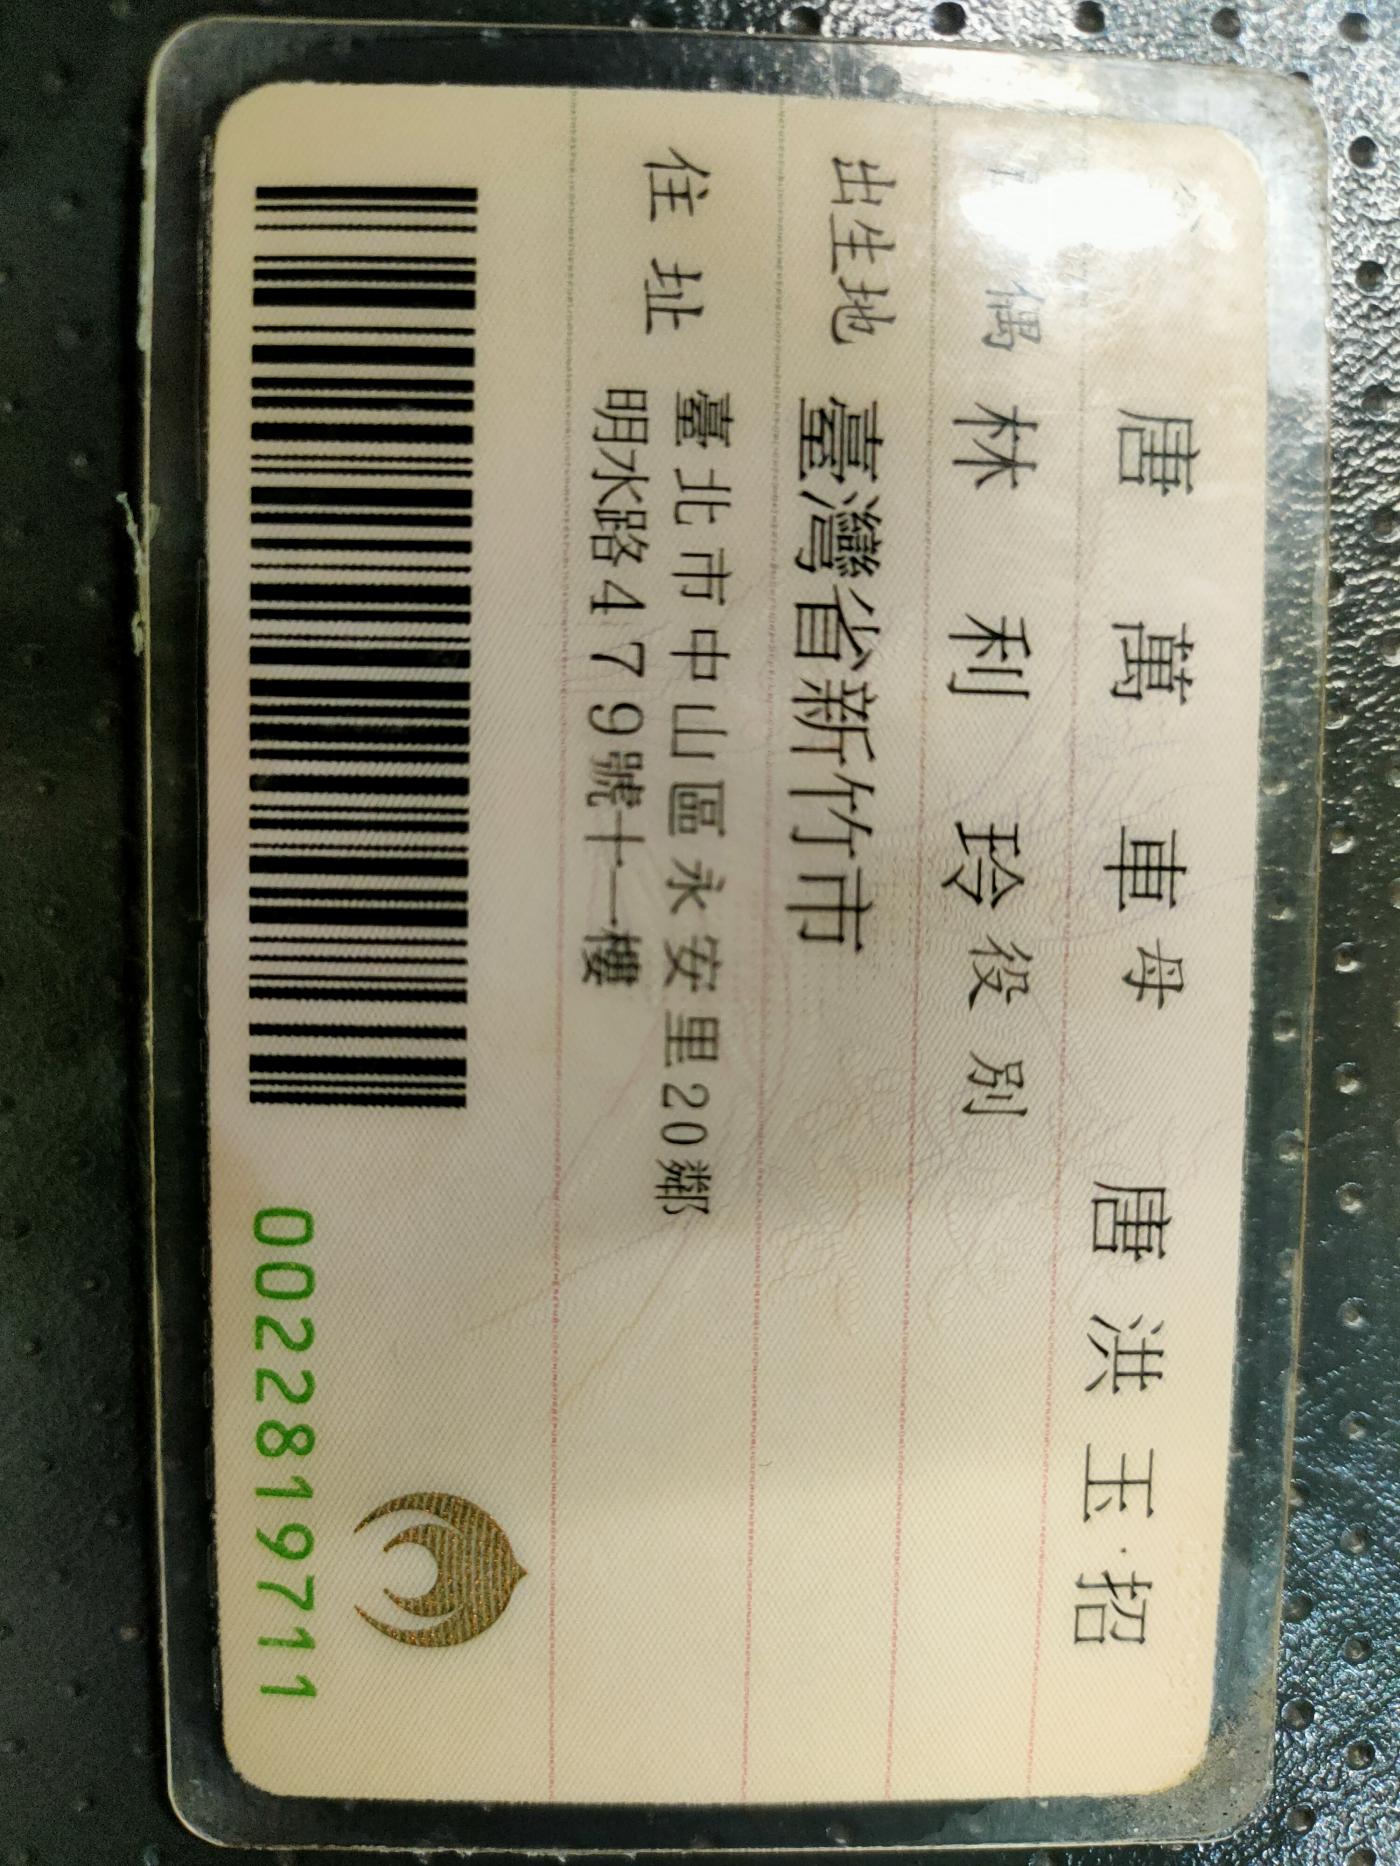 唐萬車 母 唐洪玉招
偶 林利玲 役別
出生地 臺灣省新竹市
住址 臺北市中山區永安里20鄰
明水路479號十一樓
0022819711